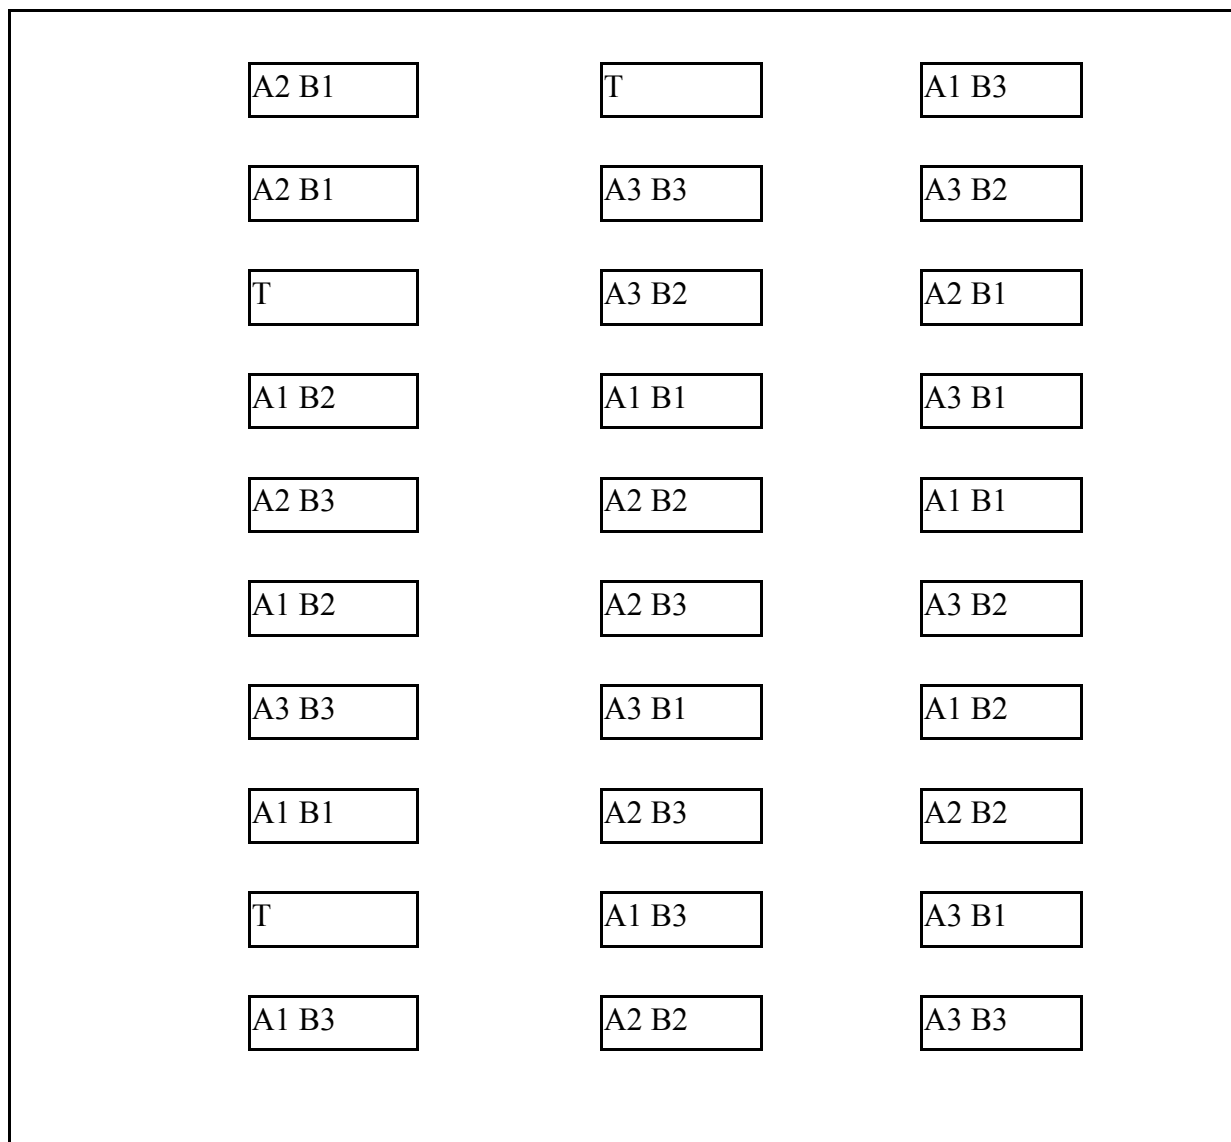 A2 B1 T A1 B3
A2 B1 A3 B3 A3 B2
T A3 B2 A2 B1
A1 B2 A1 B1 A3 B1
A2 B3 A2 B2 A1 B1
A1 B2 A2 B3 A3 B2
A3 B3 A3 B1 A1 B2
A1 B1 A2 B3 A2 B2
T A1 B3 A3 B1
A1 B3 A2 B2 A3 B3